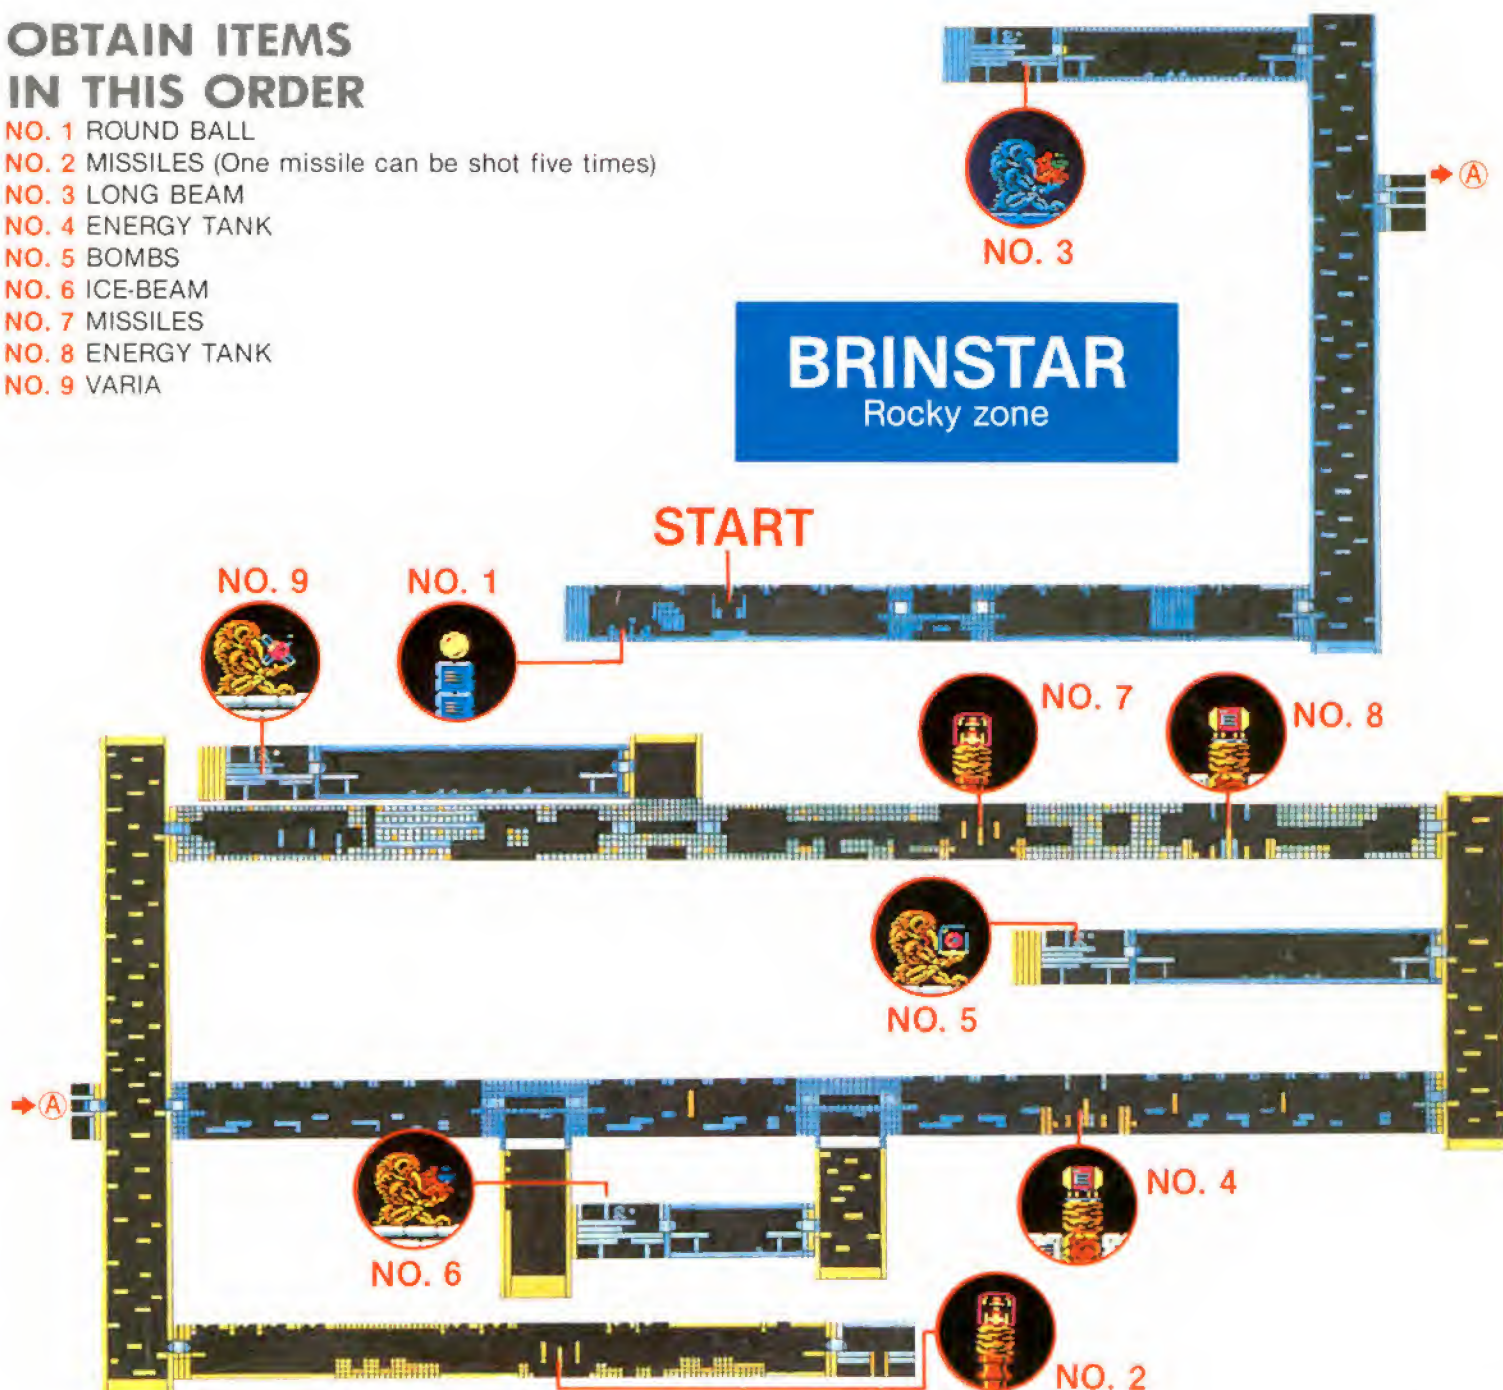 OBTAIN ITEMS
IN THIS ORDER
NO. 1 ROUND BALL
NO. 2 MISSILES (One missile can be shot five times)
NO. 3 LONG BEAM
NO. 4 ENERGY TANK
NO. 5 BOMBS
NO. 6 ICE-BEAM
NO. 7 MISSILES
NO. 8 ENERGY TANK
NO. 9 VARIA
A
NO. 3
BRINSTAR
Rocky zone
START
NO. 9
NO. 1
NO. 7
NO. 8
NO. 5
A
NO. 4
NO. 6
NO. 2